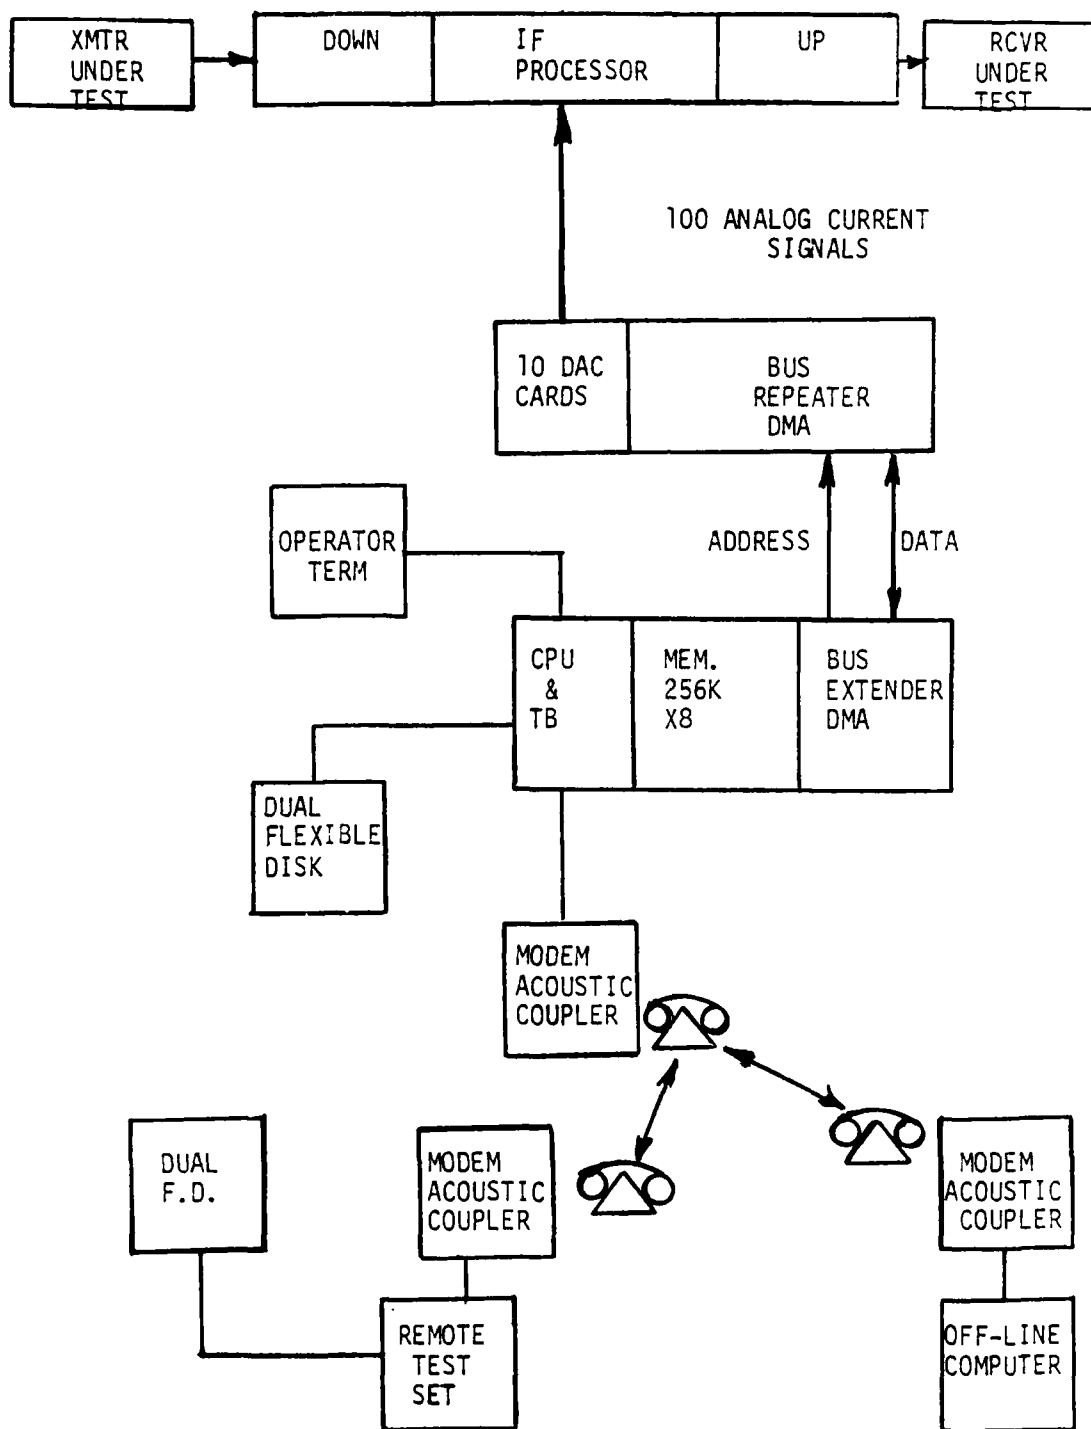 XMTR
UNDER
TEST
DOWN
IF
PROCESSOR
UP
RCVR
UNDER
TEST
100 ANALOG CURRENT
SIGNALS
10 DAC
CARDS
BUS
REPEATER
DMA
OPERATOR
TERM
ADDRESS
DATA
CPU
&
TB
MEM.
256K
X8
BUS
EXTENDER
DMA
DUAL
FLEXIBLE
DISK
MODEM
ACOUSTIC
COUPLER
DUAL
F.D.
MODEM
ACOUSTIC
COUPLER
MODEM
ACOUSTIC
COUPLER
REMOTE
TEST
SET
OFF-LINE
COMPUTER